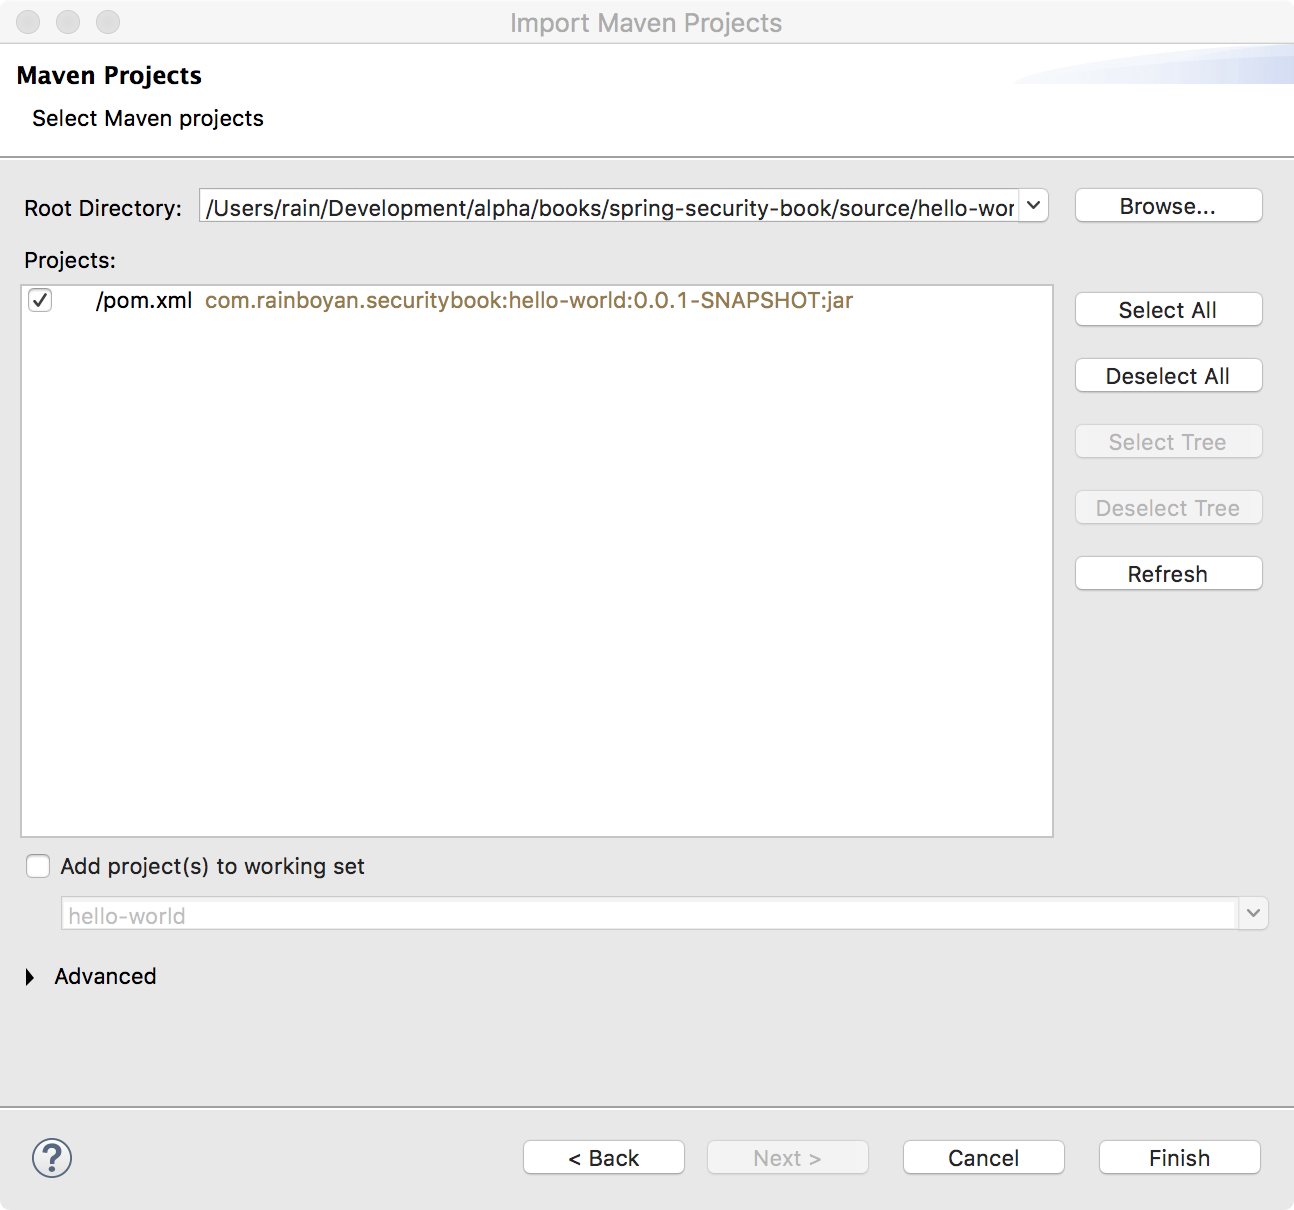 Import Maven Projects
Maven Projects
Select Maven projects
Root Directory: /Users/rain/Development/alpha/books/spring-security-book/source/hello-wor Browse...
Projects:
/pom.xml com.rainboyan.securitybook:hello-world:0.0.1-SNAPSHOT:jar
Select All
Deselect All
Select Tree
Deselect Tree
Refresh
Add project(s) to working set
hello-world
Advanced
? < Back Next > Cancel Finish